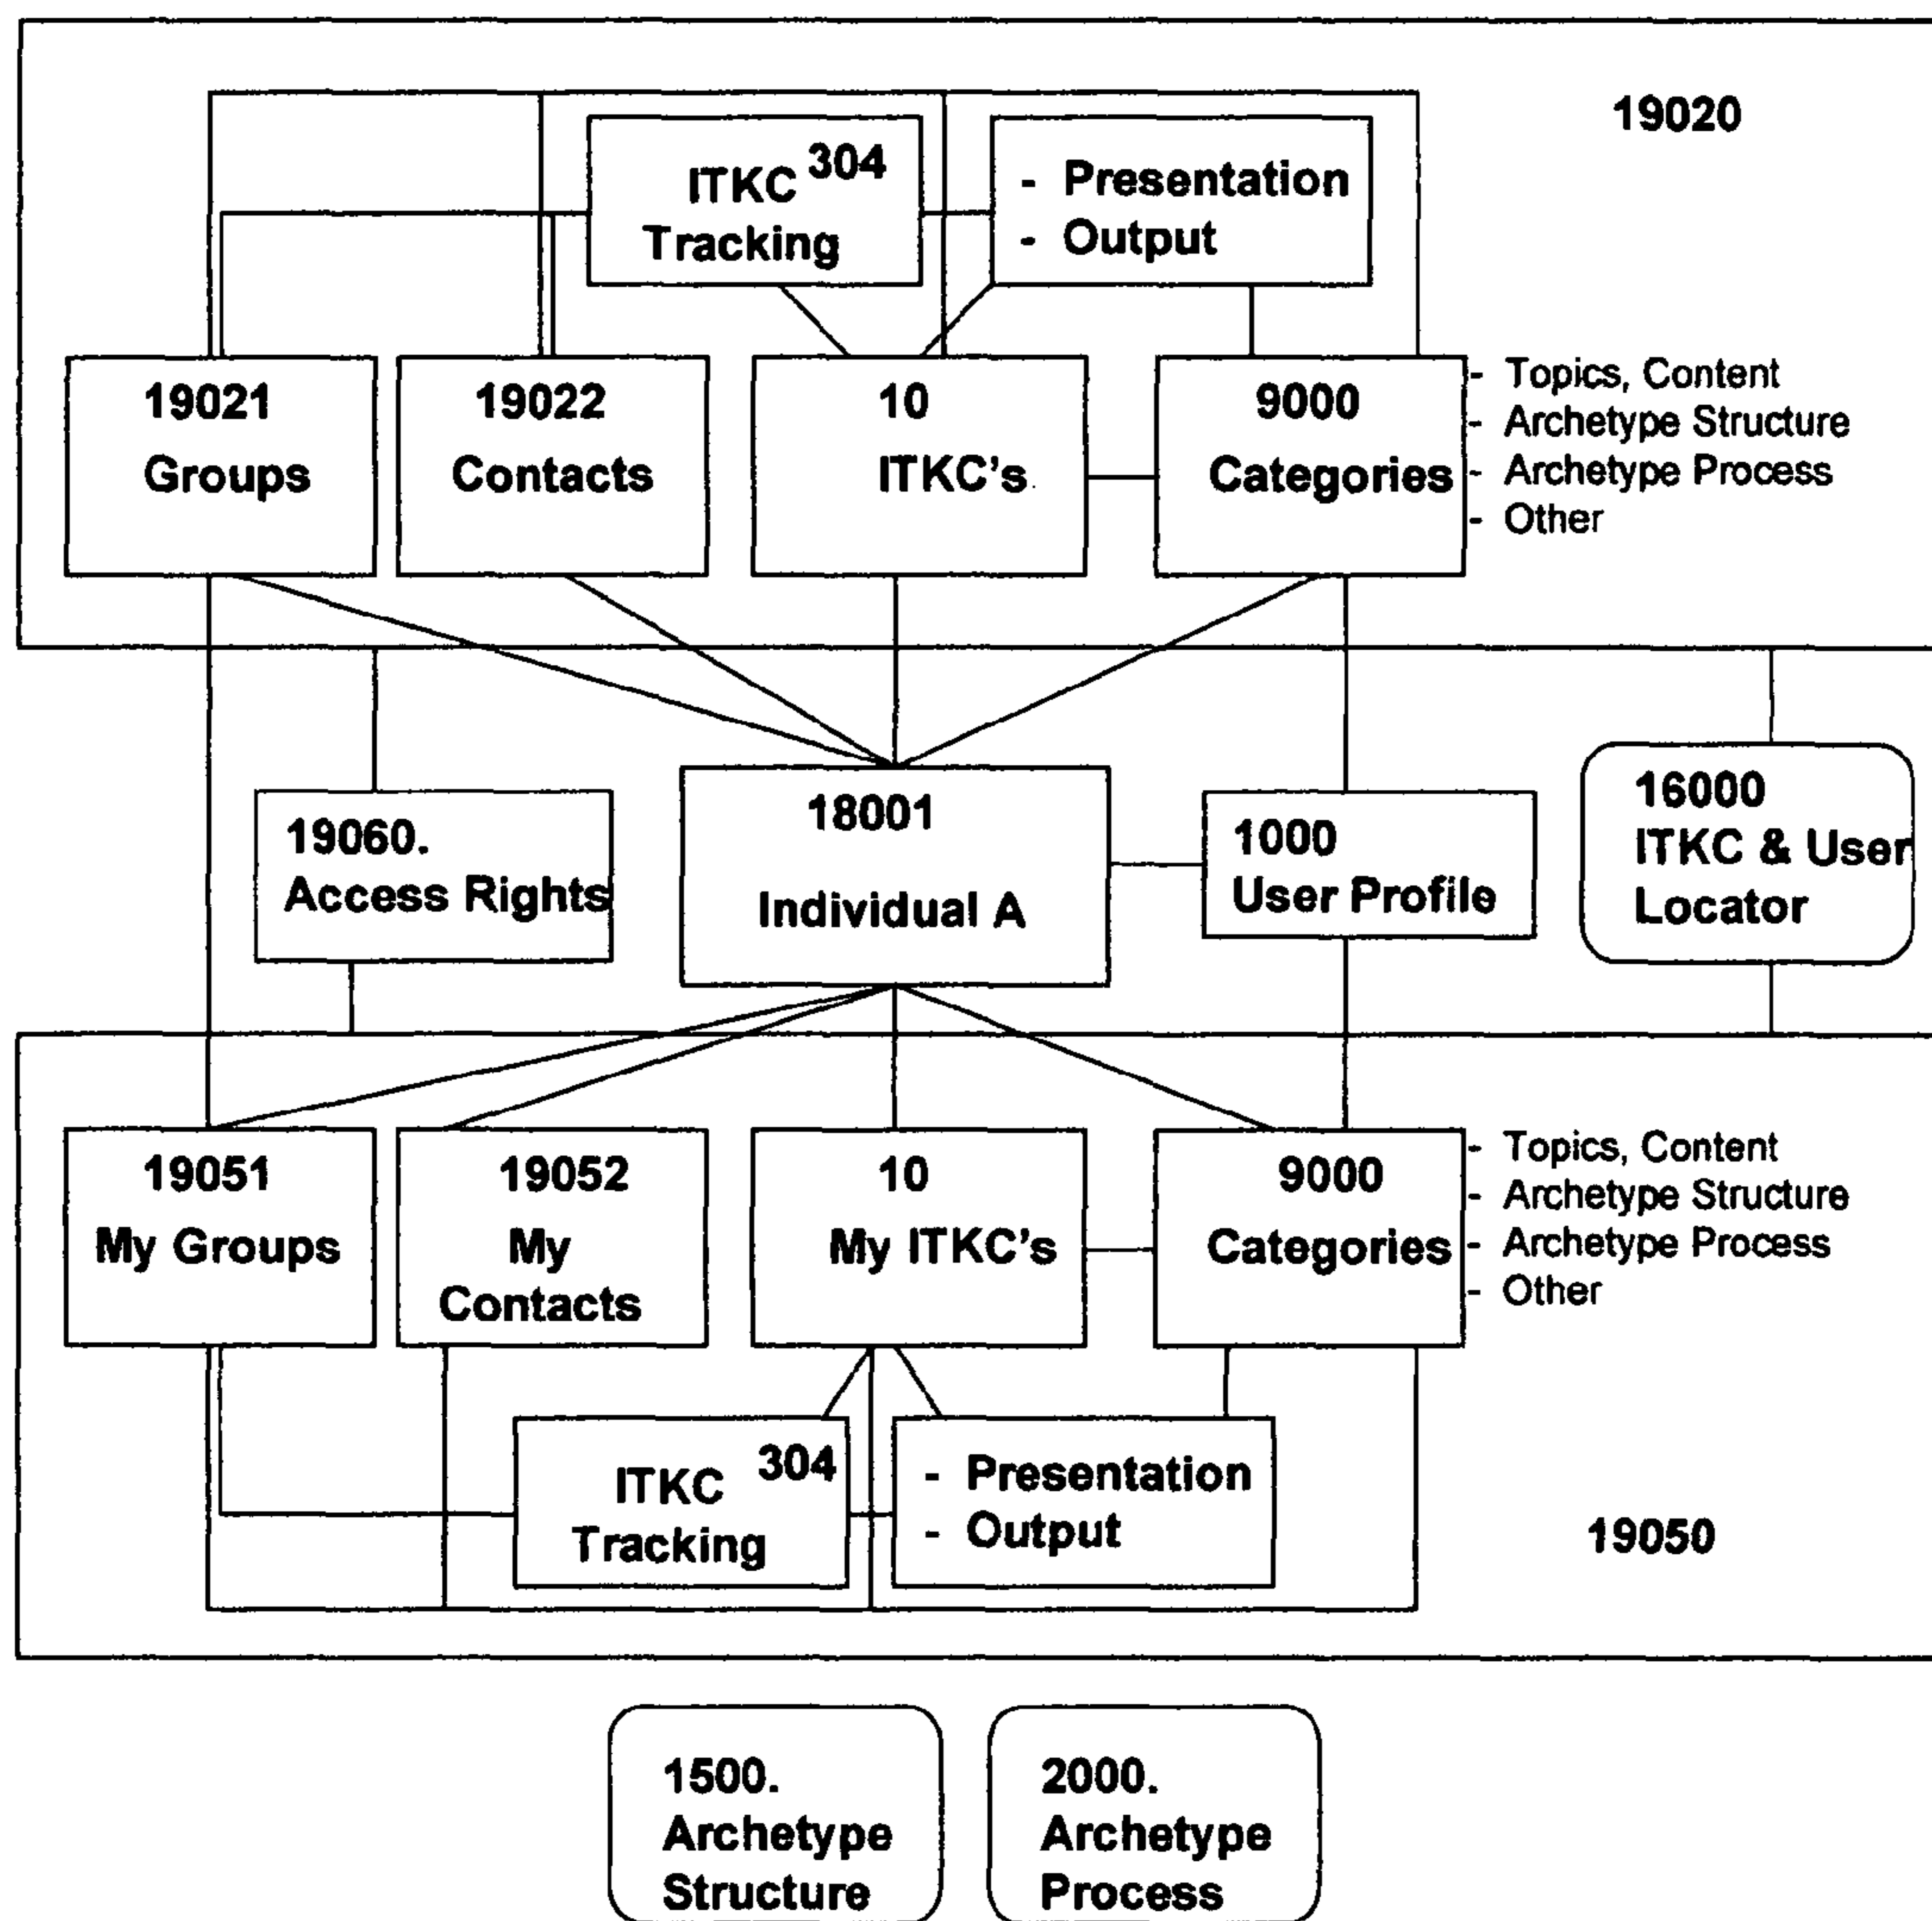 19020
ITKC 304
Tracking
- Presentation
- Output
19021
Groups
19022
Contacts
10
ITKC's
9000
Categories
- Topics, Content
- Archetype Structure
- Archetype Process
- Other
19060.
Access Rights
18001
Individual A
1000
User Profile
16000
ITKC & User
Locator
19051
My Groups
19052
My
Contacts
10
My ITKC's
9000
Categories
- Topics, Content
- Archetype Structure
- Archetype Process
- Other
ITKC 304
Tracking
- Presentation
- Output
19050
1500.
Archetype
Structure
2000.
Archetype
Process